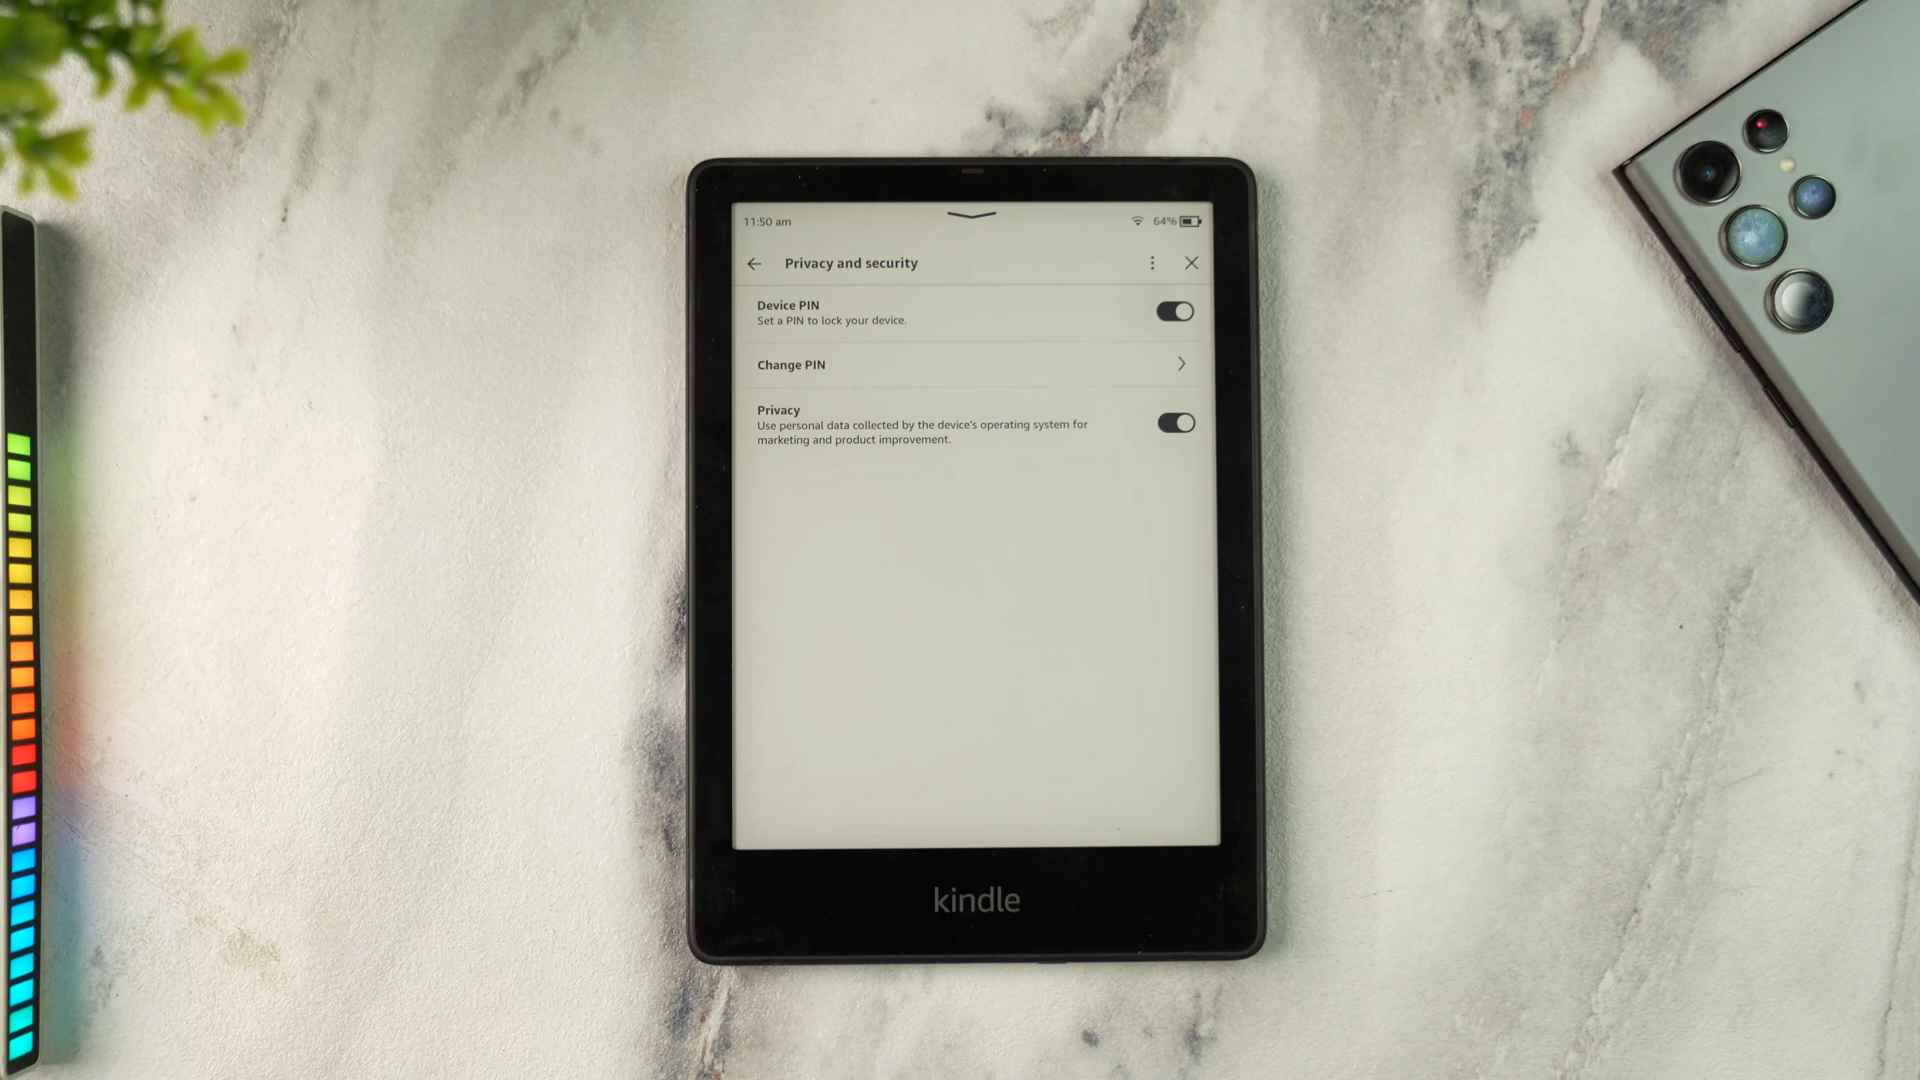 11:50 am
64%
Privacy and security
Device PIN
Set a PIN to lock your device.
Change PIN
Privacy
Use personal data collected by the device's operating system for
marketing and product improvement.
kindle